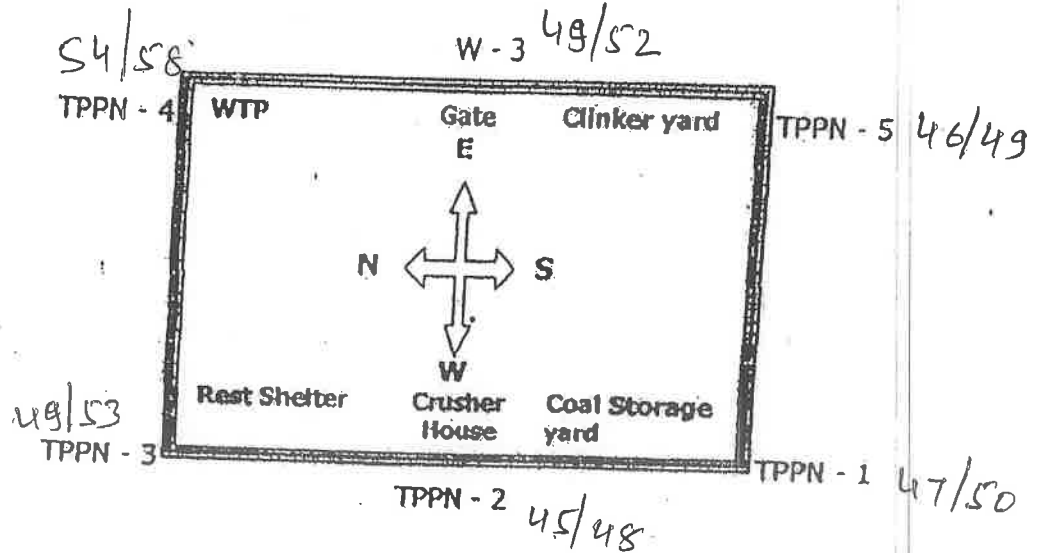 54/58
W - 3 49/52
TPPN - 4
WTP
Gate
Clinker yard
TPPN - 5 46/49
E
N
S
W
Rest Shelter
Crusher House
Coal Storage yard
49/53
TPPN - 3
TPPN - 1 47/50
TPPN - 2 45/48